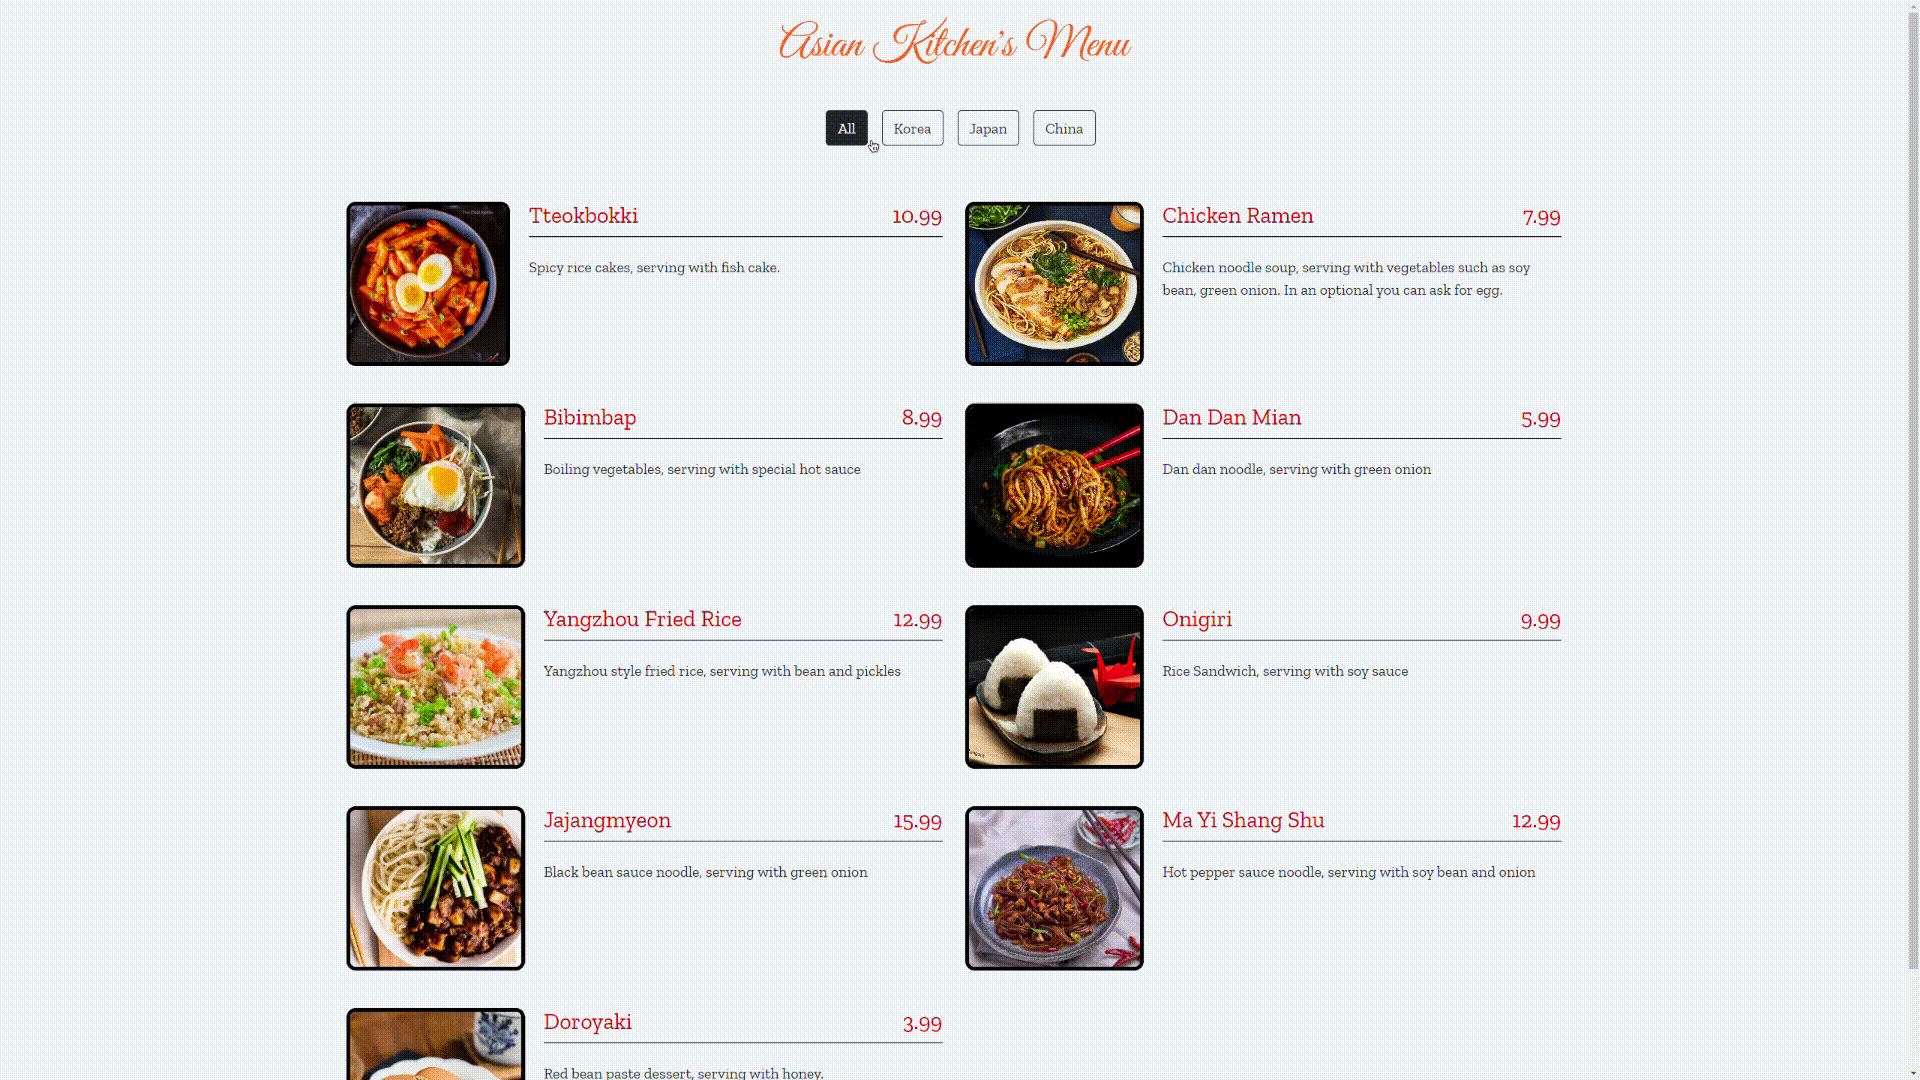 Asian Kitchen's Menu
All
Korea
Japan
China
Tteokbokki 10.99
Spicy rice cakes, serving with fish cake.
Chicken Ramen 7.99
Chicken noodle soup, serving with vegetables such as soy
bean, green onion. In an optional you can ask for egg.
Bibimbap 8.99
Boiling vegetables, serving with special hot sauce
Dan Dan Mian 5.99
Dan dan noodle, serving with green onion
Yangzhou Fried Rice 12.99
Yangzhou style fried rice, serving with bean and pickles
Onigiri 9.99
Rice Sandwich, serving with soy sauce
Jajangmyeon 15.99
Black bean sauce noodle, serving with green onion
Ma Yi Shang Shu 12.99
Hot pepper sauce noodle, serving with soy bean and onion
Doroyaki 3.99
Red bean paste dessert, serving with honey.